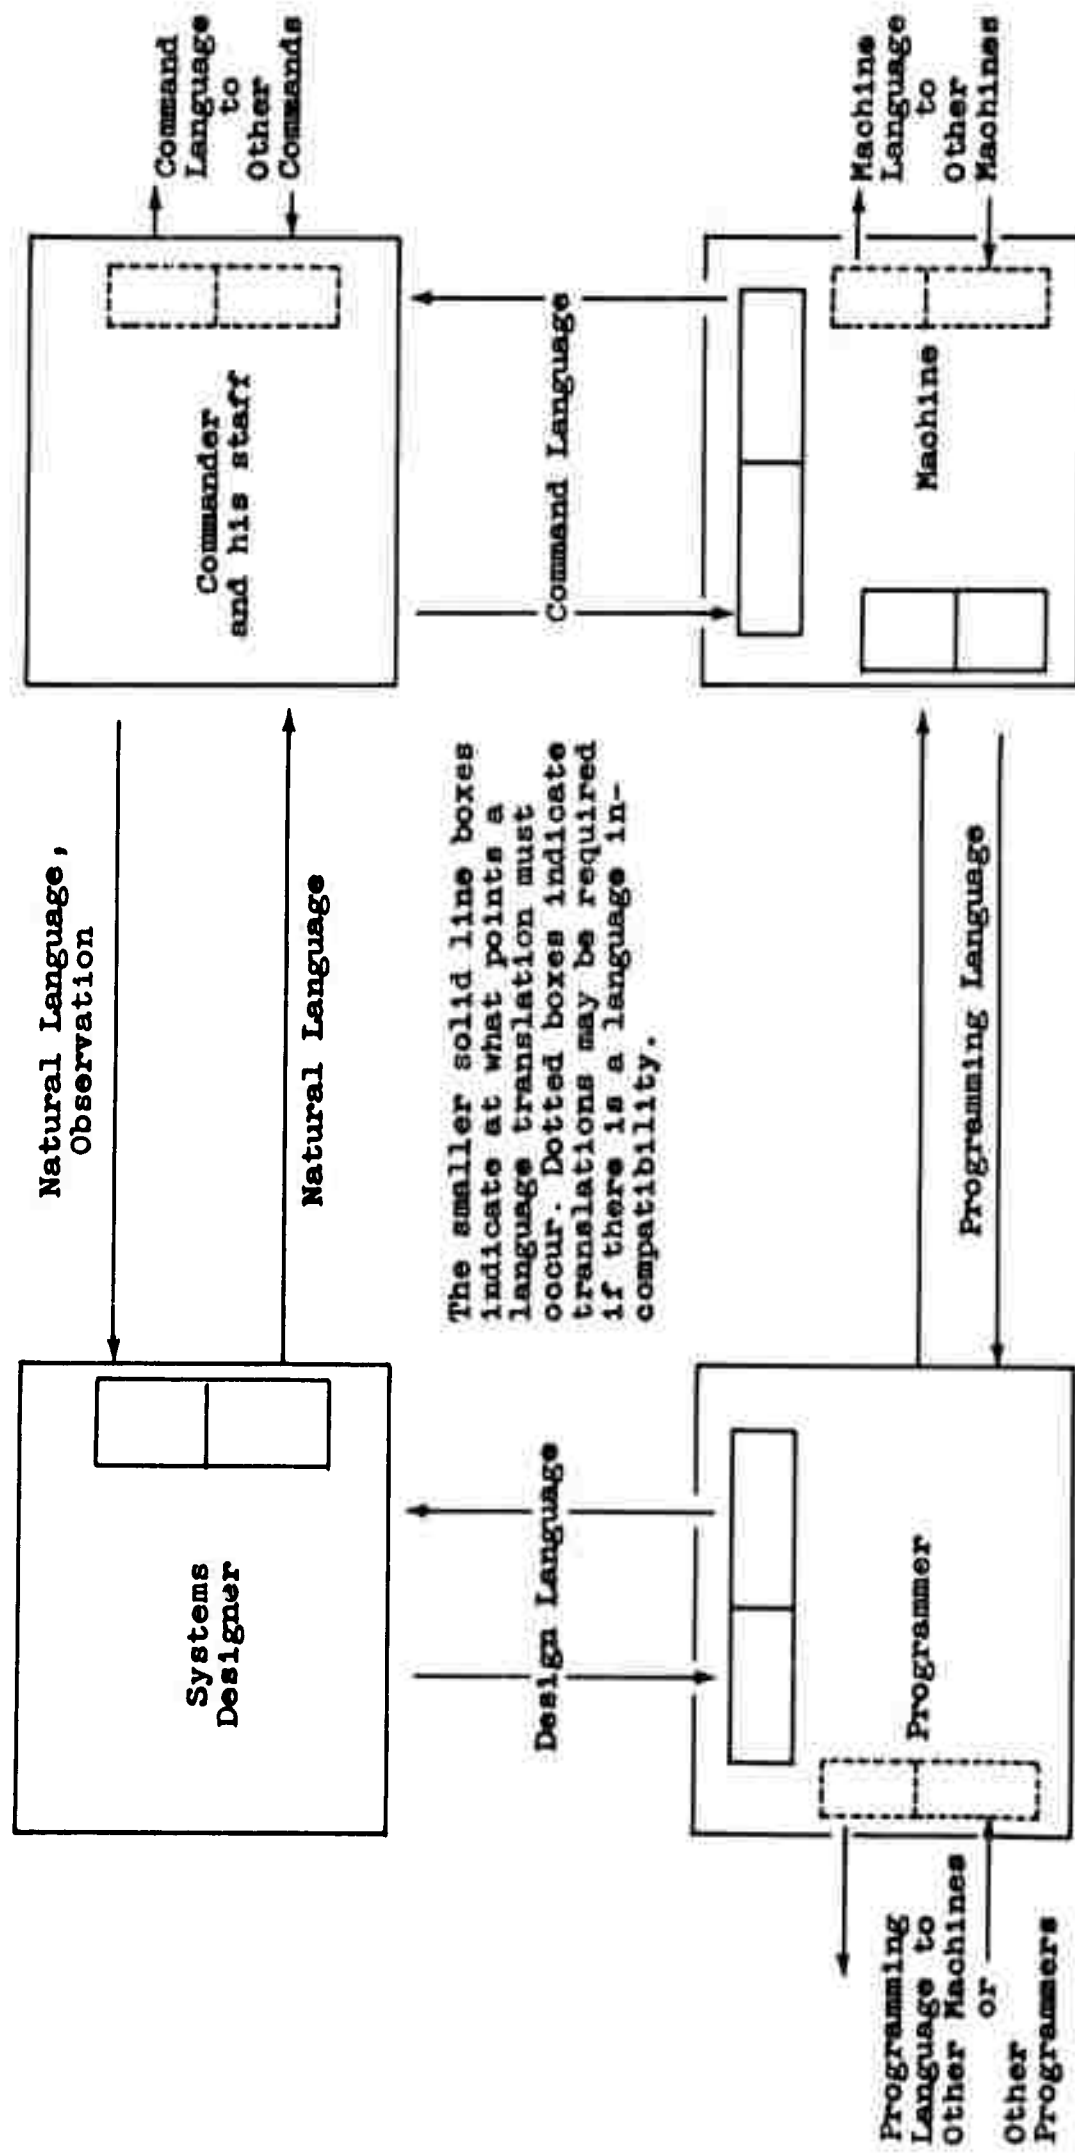 Natural Language,
Observation
Natural Language
Systems
Designer
Commander
and his staff
Command
Language
to
Other
Commands
The smaller solid line boxes
indicate at what points a
language translation must
occur. Dotted boxes indicate
translations may be required
if there is a language in-
compatibility.
Design Language
Command Language
Programming
Language to
Other Machines
or
Other
Programmers
Programmer
Programming Language
Machine
Machine
Language
to
Other
Machines